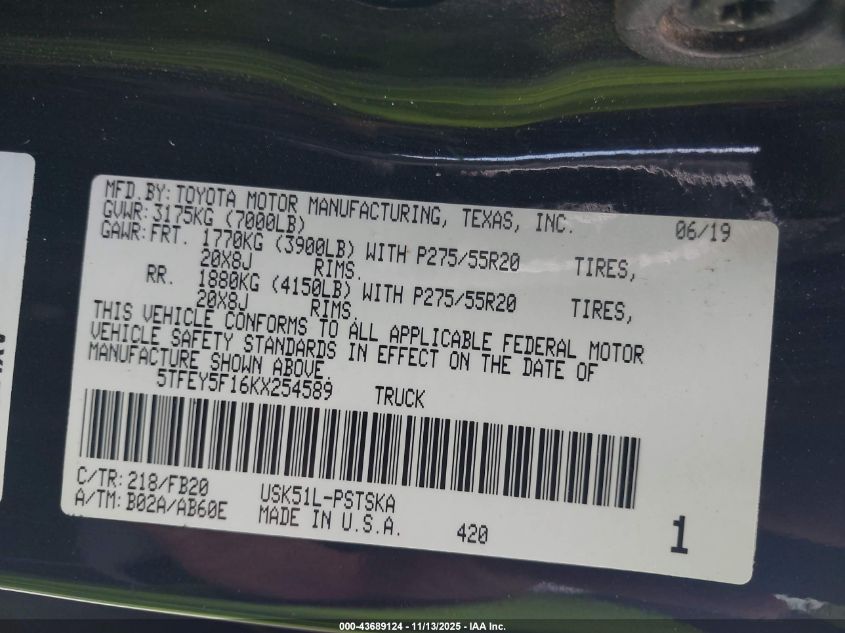 MFD.BY:TOYOTA MOTOR MANUFACTURING, TEXAS, INC. 06/19
GVWR:3175KG (7000LB)
GAWR:FRT. 1770KG (3900LB) WITH P275/55R20 TIRES,
20X8J RIMS.
RR. 1880KG (4150LB) WITH P275/55R20 TIRES,
20X8J RIMS.
THIS VEHICLE CONFORMS TO ALL APPLICABLE FEDERAL MOTOR
VEHICLE SAFETY STANDARDS IN EFFECT ON THE DATE OF
MANUFACTURE SHOWN ABOVE.
5TFEY5F16KX254589 TRUCK
C/TR:218/FB20 USK51L-PSTSKA
A/TM:B02A/AB60E MADE IN U.S.A. 420 1
000-43689124 - 11/13/2025 - IAA Inc.